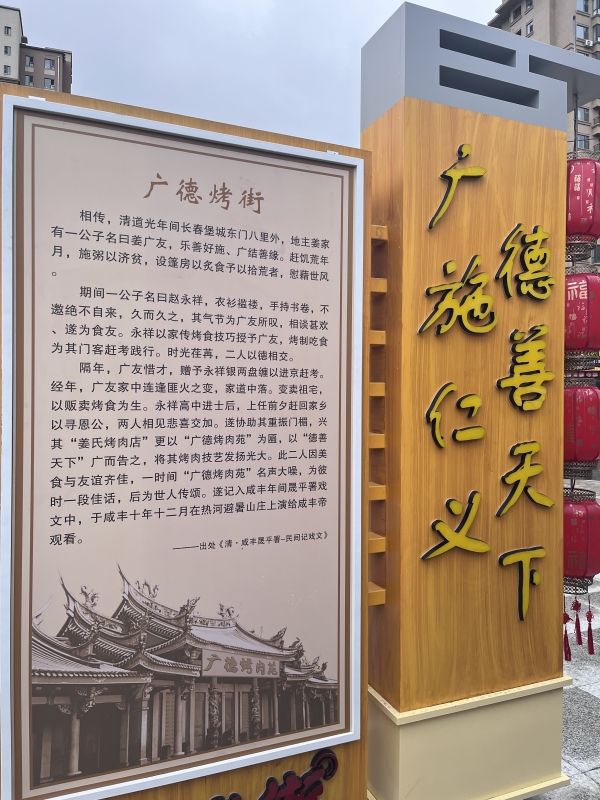 广德烤街
相传，清道光年间长春堡城东门八里外，地主姜家
有一公子名曰姜广友，乐善好施、广结善缘。赶饥荒年
月，施粥以济贫，设篷房以炙食予以拾荒者，慰藉世风
。
期间一公子名曰赵永祥，衣衫褴楼，手持书卷，不
邀绝不自来，久而久之，其气节为广友所叹，相谈甚欢
、遂为食友。永祥以家传烤食技巧授予广友，烤制吃食
为其门客赶考践行。时光荏苒，二人以德相交。
隔年，广友惜才，赠予永祥银两盘缠以进京赶考。
经年，广友家中连逢匪火之变，家道中落。变卖祖宅，
以贩卖烤食为生。永祥高中进士后，上任前夕赶回家乡
以寻恩公，两人相见悲喜交加。遂协助其重振门楣，兴
其“姜氏烤肉店”更以“广德烤肉苑”为匾，以“德善
天下”广而告之，将其烤肉技艺发扬光大。此二人因美
食与友谊齐佳，一时间“广德烤肉苑”名声大噪，为彼
时一段佳话，后为世人传颂。遂记入咸丰年间晟平署戏
文中，于咸丰十年十二月在热河避暑山庄上演给咸丰帝
观看。
———出处《清·咸丰晟平署-民间记戏文》
广德烤肉苑
广施仁义
德善天下
福